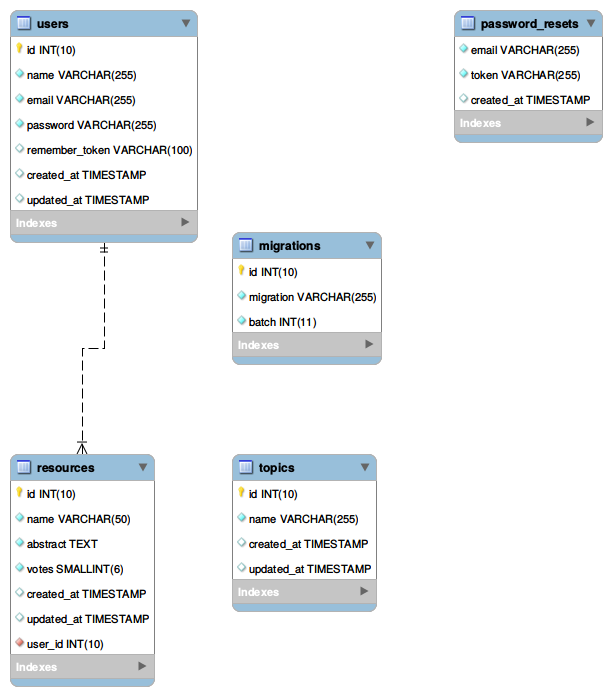 users
id INT(10)
name VARCHAR(255)
email VARCHAR(255)
password VARCHAR(255)
remember_token VARCHAR(100)
created_at TIMESTAMP
updated_at TIMESTAMP
Indexes
password_resets
email VARCHAR(255)
token VARCHAR(255)
created_at TIMESTAMP
Indexes
migrations
id INT(10)
migration VARCHAR(255)
batch INT(11)
Indexes
resources
id INT(10)
name VARCHAR(50)
abstract TEXT
votes SMALLINT(6)
created_at TIMESTAMP
updated_at TIMESTAMP
user_id INT(10)
Indexes
topics
id INT(10)
name VARCHAR(255)
created_at TIMESTAMP
updated_at TIMESTAMP
Indexes